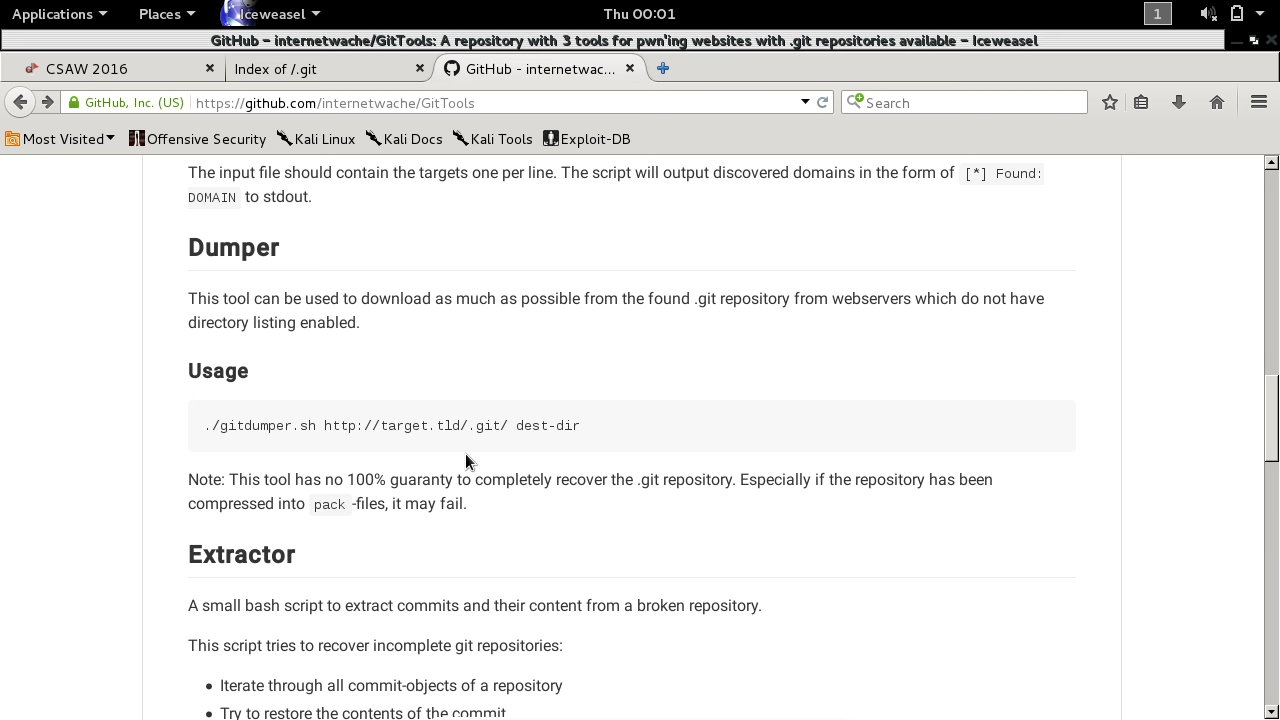 Applications Places Iceweasel Thu 00:01 1
GitHub - internetwache/GitTools: A repository with 3 tools for pwn'ing websites with .git repositories available - Iceweasel
CSAW 2016 Index of /.git GitHub - internetwac...
GitHub, Inc. (US) https://github.com/internetwache/GitTools Search
Most Visited Offensive Security Kali Linux Kali Docs Kali Tools Exploit-DB
The input file should contain the targets one per line. The script will output discovered domains in the form of [*] Found:
DOMAIN to stdout.
Dumper
This tool can be used to download as much as possible from the found .git repository from webservers which do not have
directory listing enabled.
Usage
./gitdumper.sh http://target.tld/.git/ dest-dir
Note: This tool has no 100% guaranty to completely recover the .git repository. Especially if the repository has been
compressed into pack -files, it may fail.
Extractor
A small bash script to extract commits and their content from a broken repository.
This script tries to recover incomplete git repositories:
• Iterate through all commit-objects of a repository
• Try to restore the contents of the commit